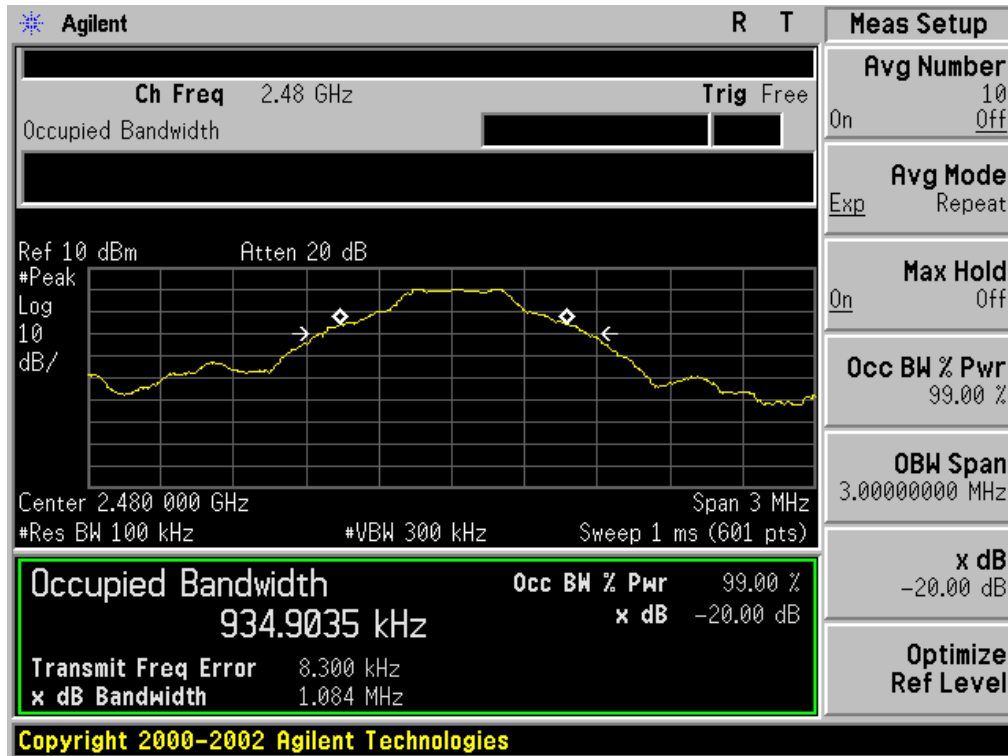 Agilent R T
Ch Freq 2.48 GHz Trig Free
Occupied Bandwidth
Ref 10 dBm Atten 20 dB
#Peak
Log
10
dB/
Center 2.480 000 GHz Span 3 MHz
#Res BW 100 kHz #VBW 300 kHz Sweep 1 ms (601 pts)
Occupied Bandwidth
934.9035 kHz
Occ BW % Pwr 99.00 %
x dB -20.00 dB
Transmit Freq Error 8.300 kHz
x dB Bandwidth 1.084 MHz
Copyright 2000-2002 Agilent Technologies
Meas Setup
Avg Number
10
On Off
Avg Mode
Exp Repeat
Max Hold
On Off
Occ BW % Pwr
99.00 %
OBW Span
3.00000000 MHz
x dB
-20.00 dB
Optimize
Ref Level